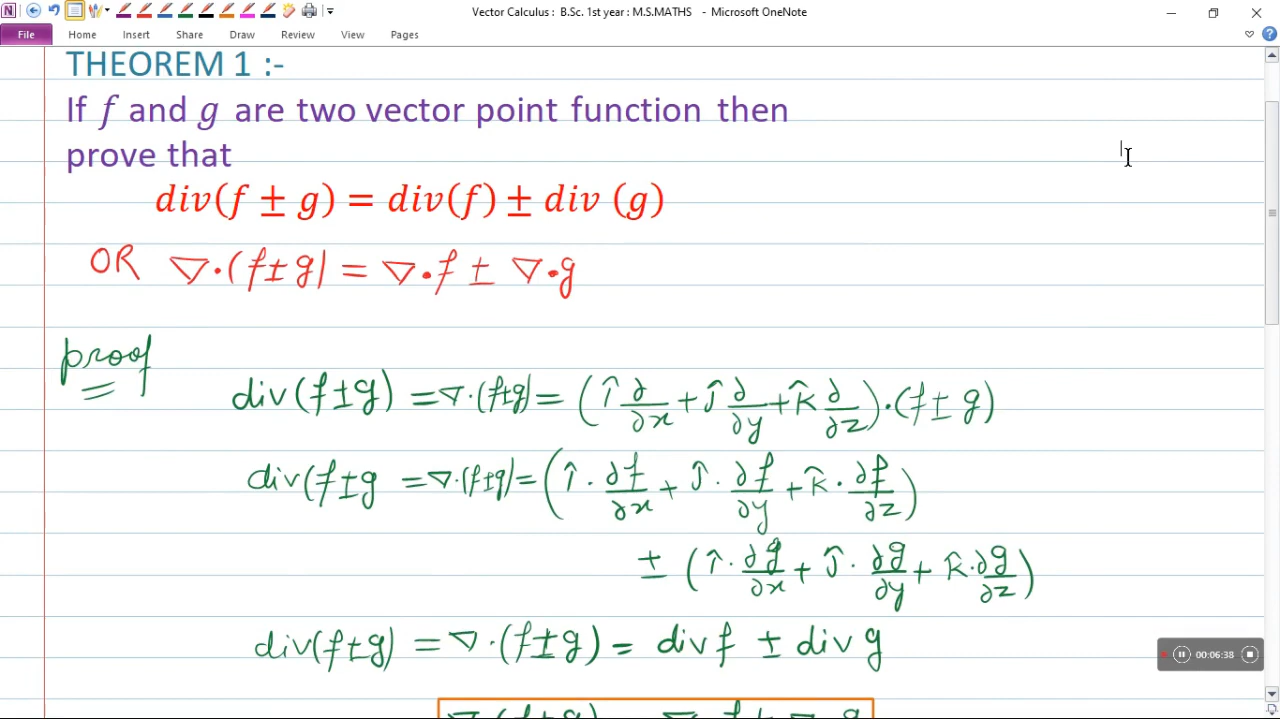 Vector Calculus : B.Sc. 1st year : M.S.MATHS - Microsoft OneNote
File Home Insert Share Draw Review View Pages
THEOREM 1 :-
If f and g are two vector point function then
prove that
div(f ± g) = div(f) ± div (g)
OR ∇·(f±g) = ∇·f ± ∇·g
proof
div(f±g) = ∇·(f±g) = (î ∂/∂x + ĵ ∂/∂y + k̂ ∂/∂z)·(f± g)
div(f±g = ∇·(f±g) = (î · ∂f/∂x + ĵ · ∂f/∂y + k̂ · ∂f/∂z)
± (î · ∂g/∂x + ĵ · ∂g/∂y + k̂ · ∂g/∂z)
div(f±g) = ∇·(f±g) = div f ± div g
00:06:38